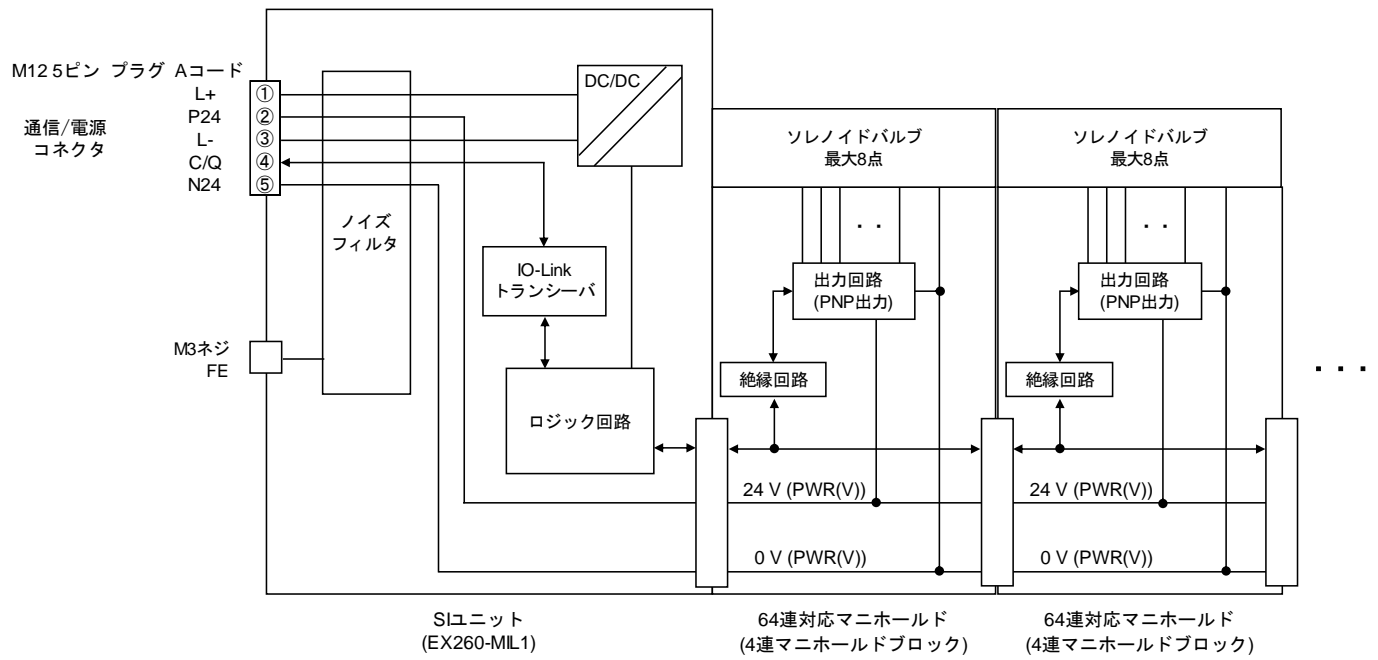 M12 5ピン プラグ Aコード
通信/電源
コネクタ
L+
P24
L-
C/Q
N24
①
②
③
④
⑤
M3ネジ
FE
ノイズ
フィルタ
DC/DC
IO-Link
トランシーバ
ロジック回路
SIユニット
(EX260-MIL1)
ソレノイドバルブ
最大8点
・・
出力回路
(PNP出力)
絶縁回路
24 V (PWR(V))
0 V (PWR(V))
64連対応マニホールド
(4連マニホールドブロック)
ソレノイドバルブ
最大8点
・・
出力回路
(PNP出力)
絶縁回路
24 V (PWR(V))
0 V (PWR(V))
64連対応マニホールド
(4連マニホールドブロック)
・・・